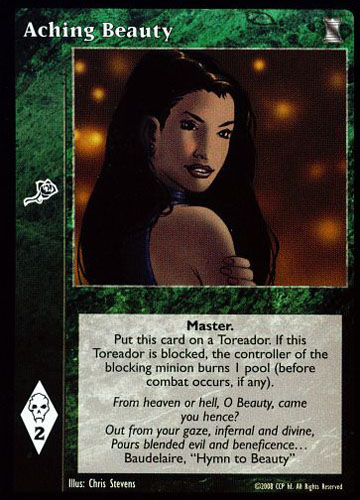 Aching Beauty
Master.
Put this card on a Toreador. If this
Toreador is blocked, the controller of the
blocking minion burns 1 pool (before
combat occurs, if any).
From heaven or hell, O Beauty, came
you hence?
Out from your gaze, infernal and divine,
Pours blended evil and beneficence...
Baudelaire, "Hymn to Beauty"
2
Illus: Chris Stevens
©2008 CCP hf. All Rights Reserved